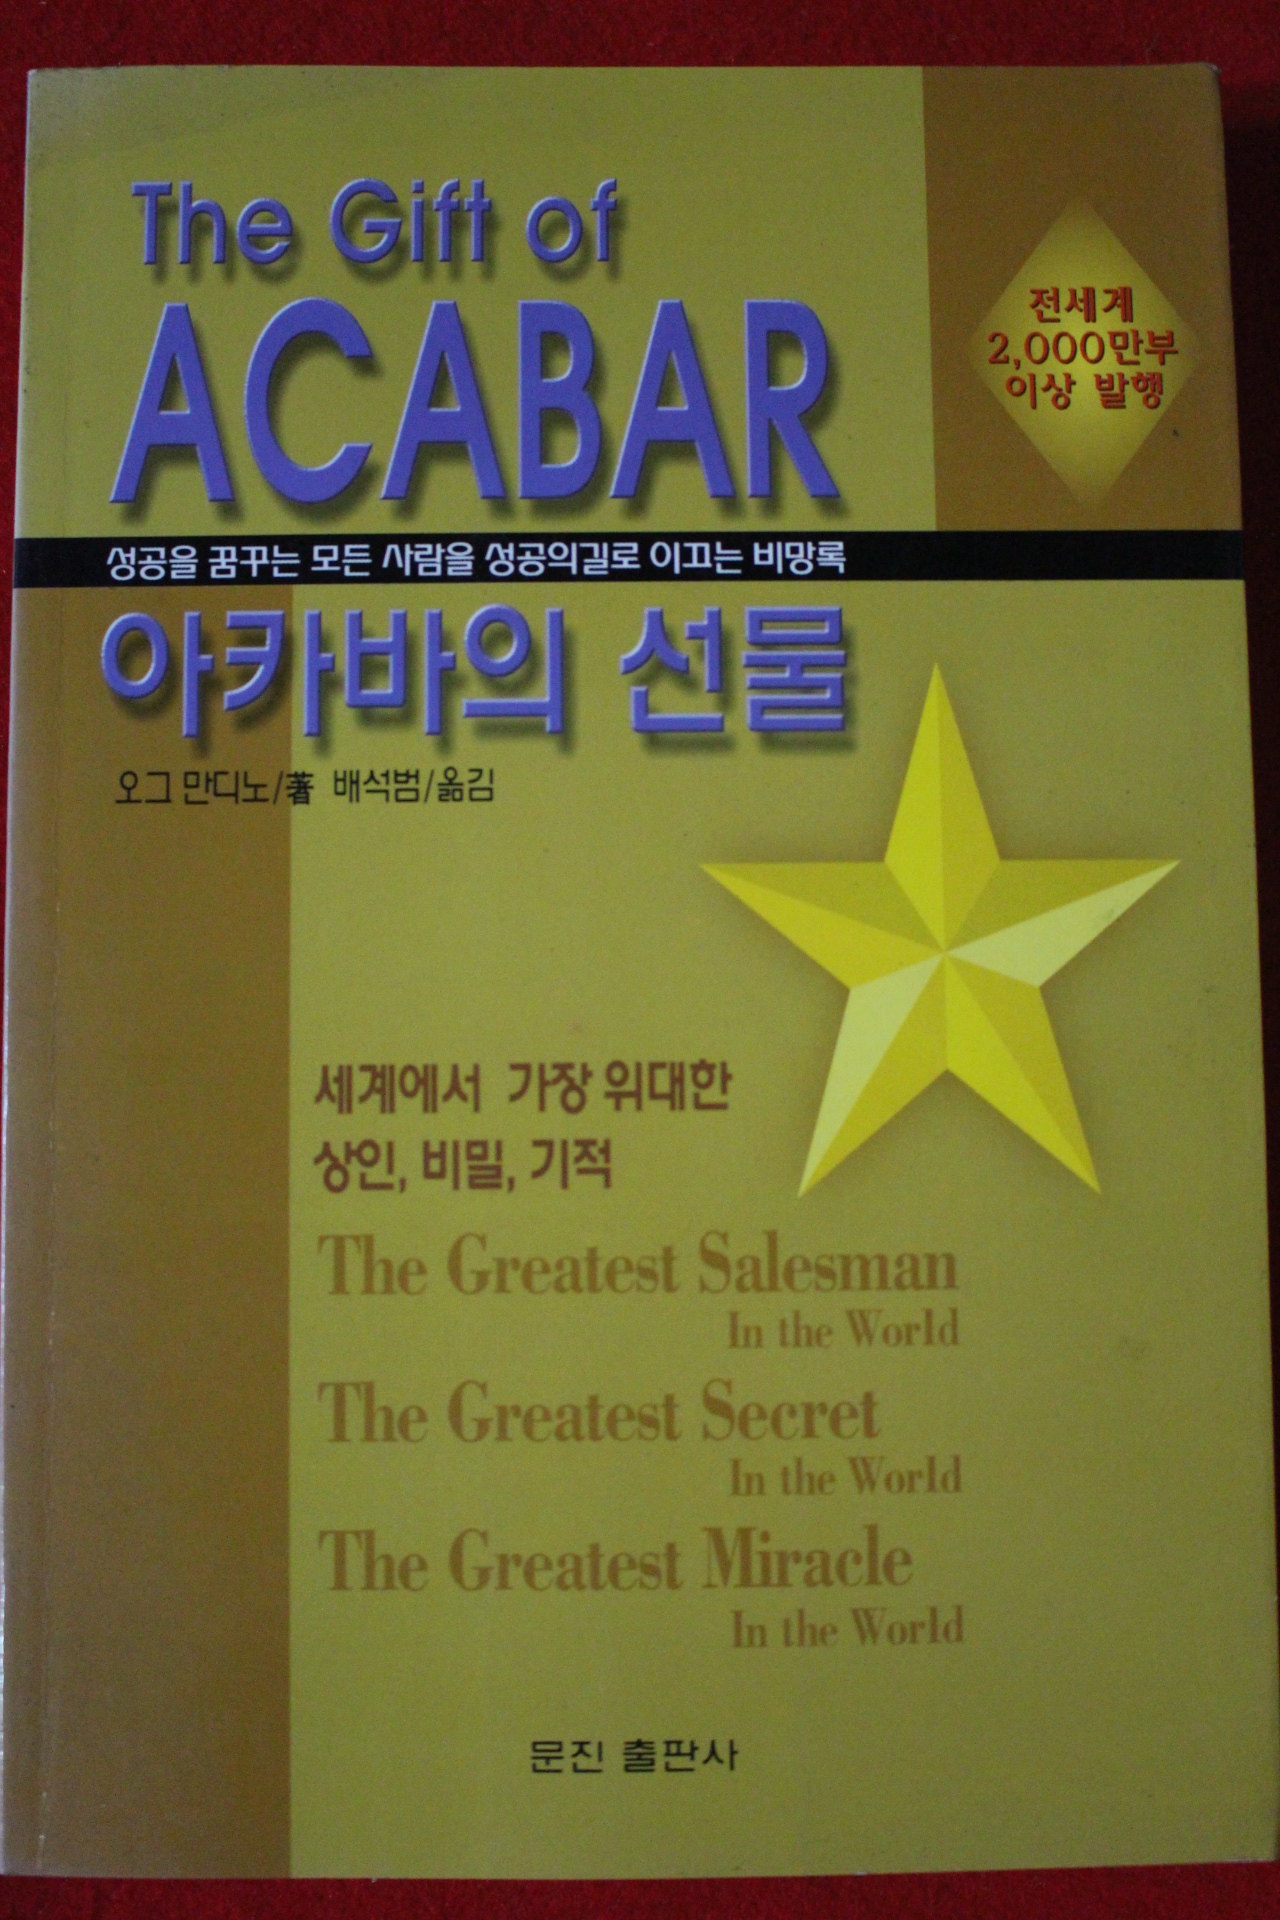 The Gift of
ACABAR
전세계
2,000만부
이상 발행
성공을 꿈꾸는 모든 사람을 성공의길로 이끄는 비망록
아카바의 선물
오그 만디노/著 배석범/옮김
세계에서 가장 위대한
상인, 비밀, 기적
The Greatest Salesman
In the World
The Greatest Secret
In the World
The Greatest Miracle
In the World
문진 출판사